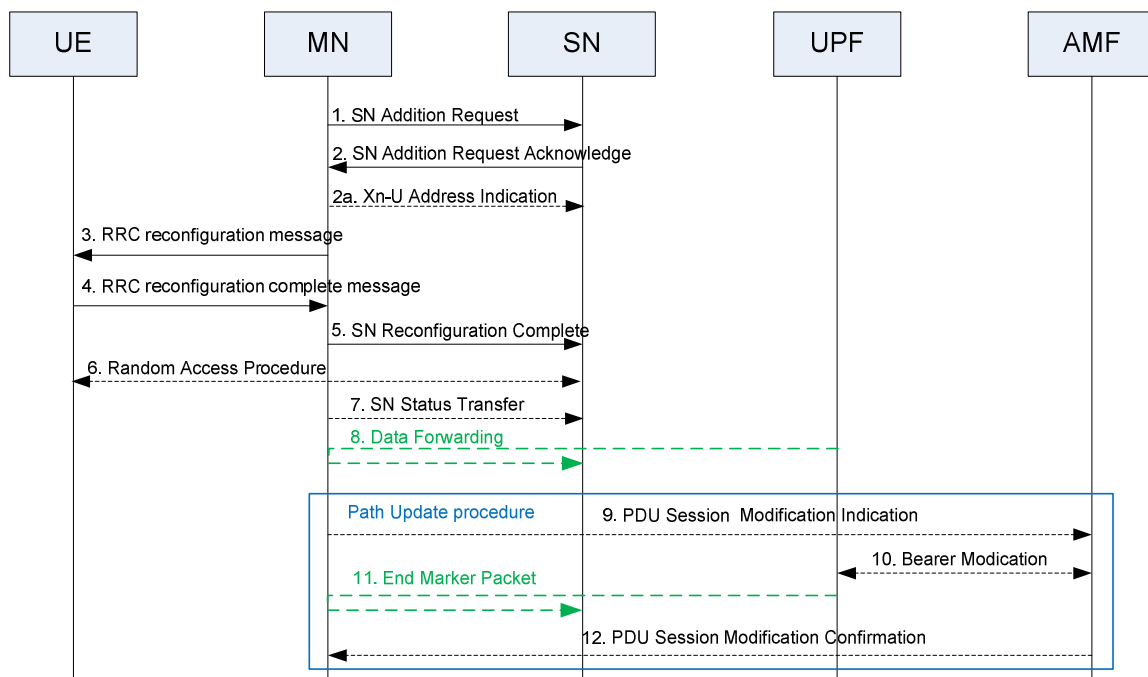 UE
MN
SN
UPF
AMF
1. SN Addition Request
2. SN Addition Request Acknowledge
2a. Xn-U Address Indication
3. RRC reconfiguration message
4. RRC reconfiguration complete message
5. SN Reconfiguration Complete
6. Random Access Procedure
7. SN Status Transfer
8. Data Forwarding
Path Update procedure
9. PDU Session Modification Indication
10. Bearer Modication
11. End Marker Packet
12. PDU Session Modification Confirmation